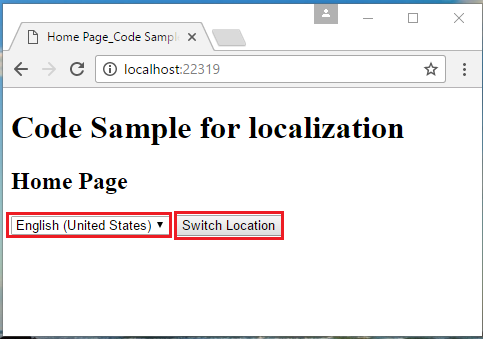 Home Page_Code Sampl
localhost:22319
Code Sample for localization
Home Page
English (United States) Switch Location